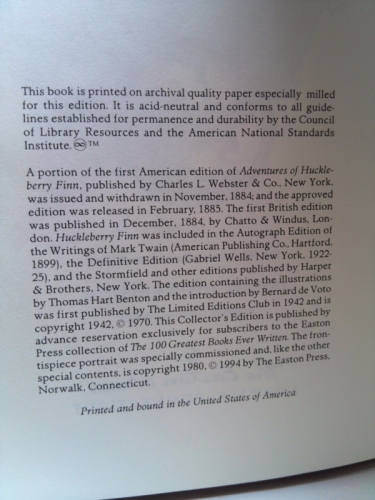 This book is printed on archival quality paper especially milled
for this edition. It is acid-neutral and conforms to all guide-
lines established for permanence and durability by the Council
of Library Resources and the American National Standards
Institute. ♾™
A portion of the first American edition of Adventures of Huckle-
berry Finn, published by Charles L. Webster & Co., New York,
was issued and withdrawn in November, 1884; and the approved
edition was released in February, 1885. The first British edition
was published in December, 1884, by Chatto & Windus, Lon-
don. Huckleberry Finn was included in the Autograph Edition of
the Writings of Mark Twain (American Publishing Co., Hartford,
1899), the Definitive Edition (Gabriel Wells, New York, 1922-
25), and the Stormfield and other editions published by Harper
& Brothers, New York. The edition containing the illustrations
by Thomas Hart Benton and the introduction by Bernard de Voto
was first published by The Limited Editions Club in 1942 and is
copyright 1942, © 1970. This Collector's Edition is published by
advance reservation exclusively for subscribers to the Easton
Press collection of The 100 Greatest Books Ever Written. The fron-
tispiece portrait was specially commissioned and, like the other
special contents, is copyright 1980, © 1994 by The Easton Press,
Norwalk, Connecticut.
Printed and bound in the United States of America